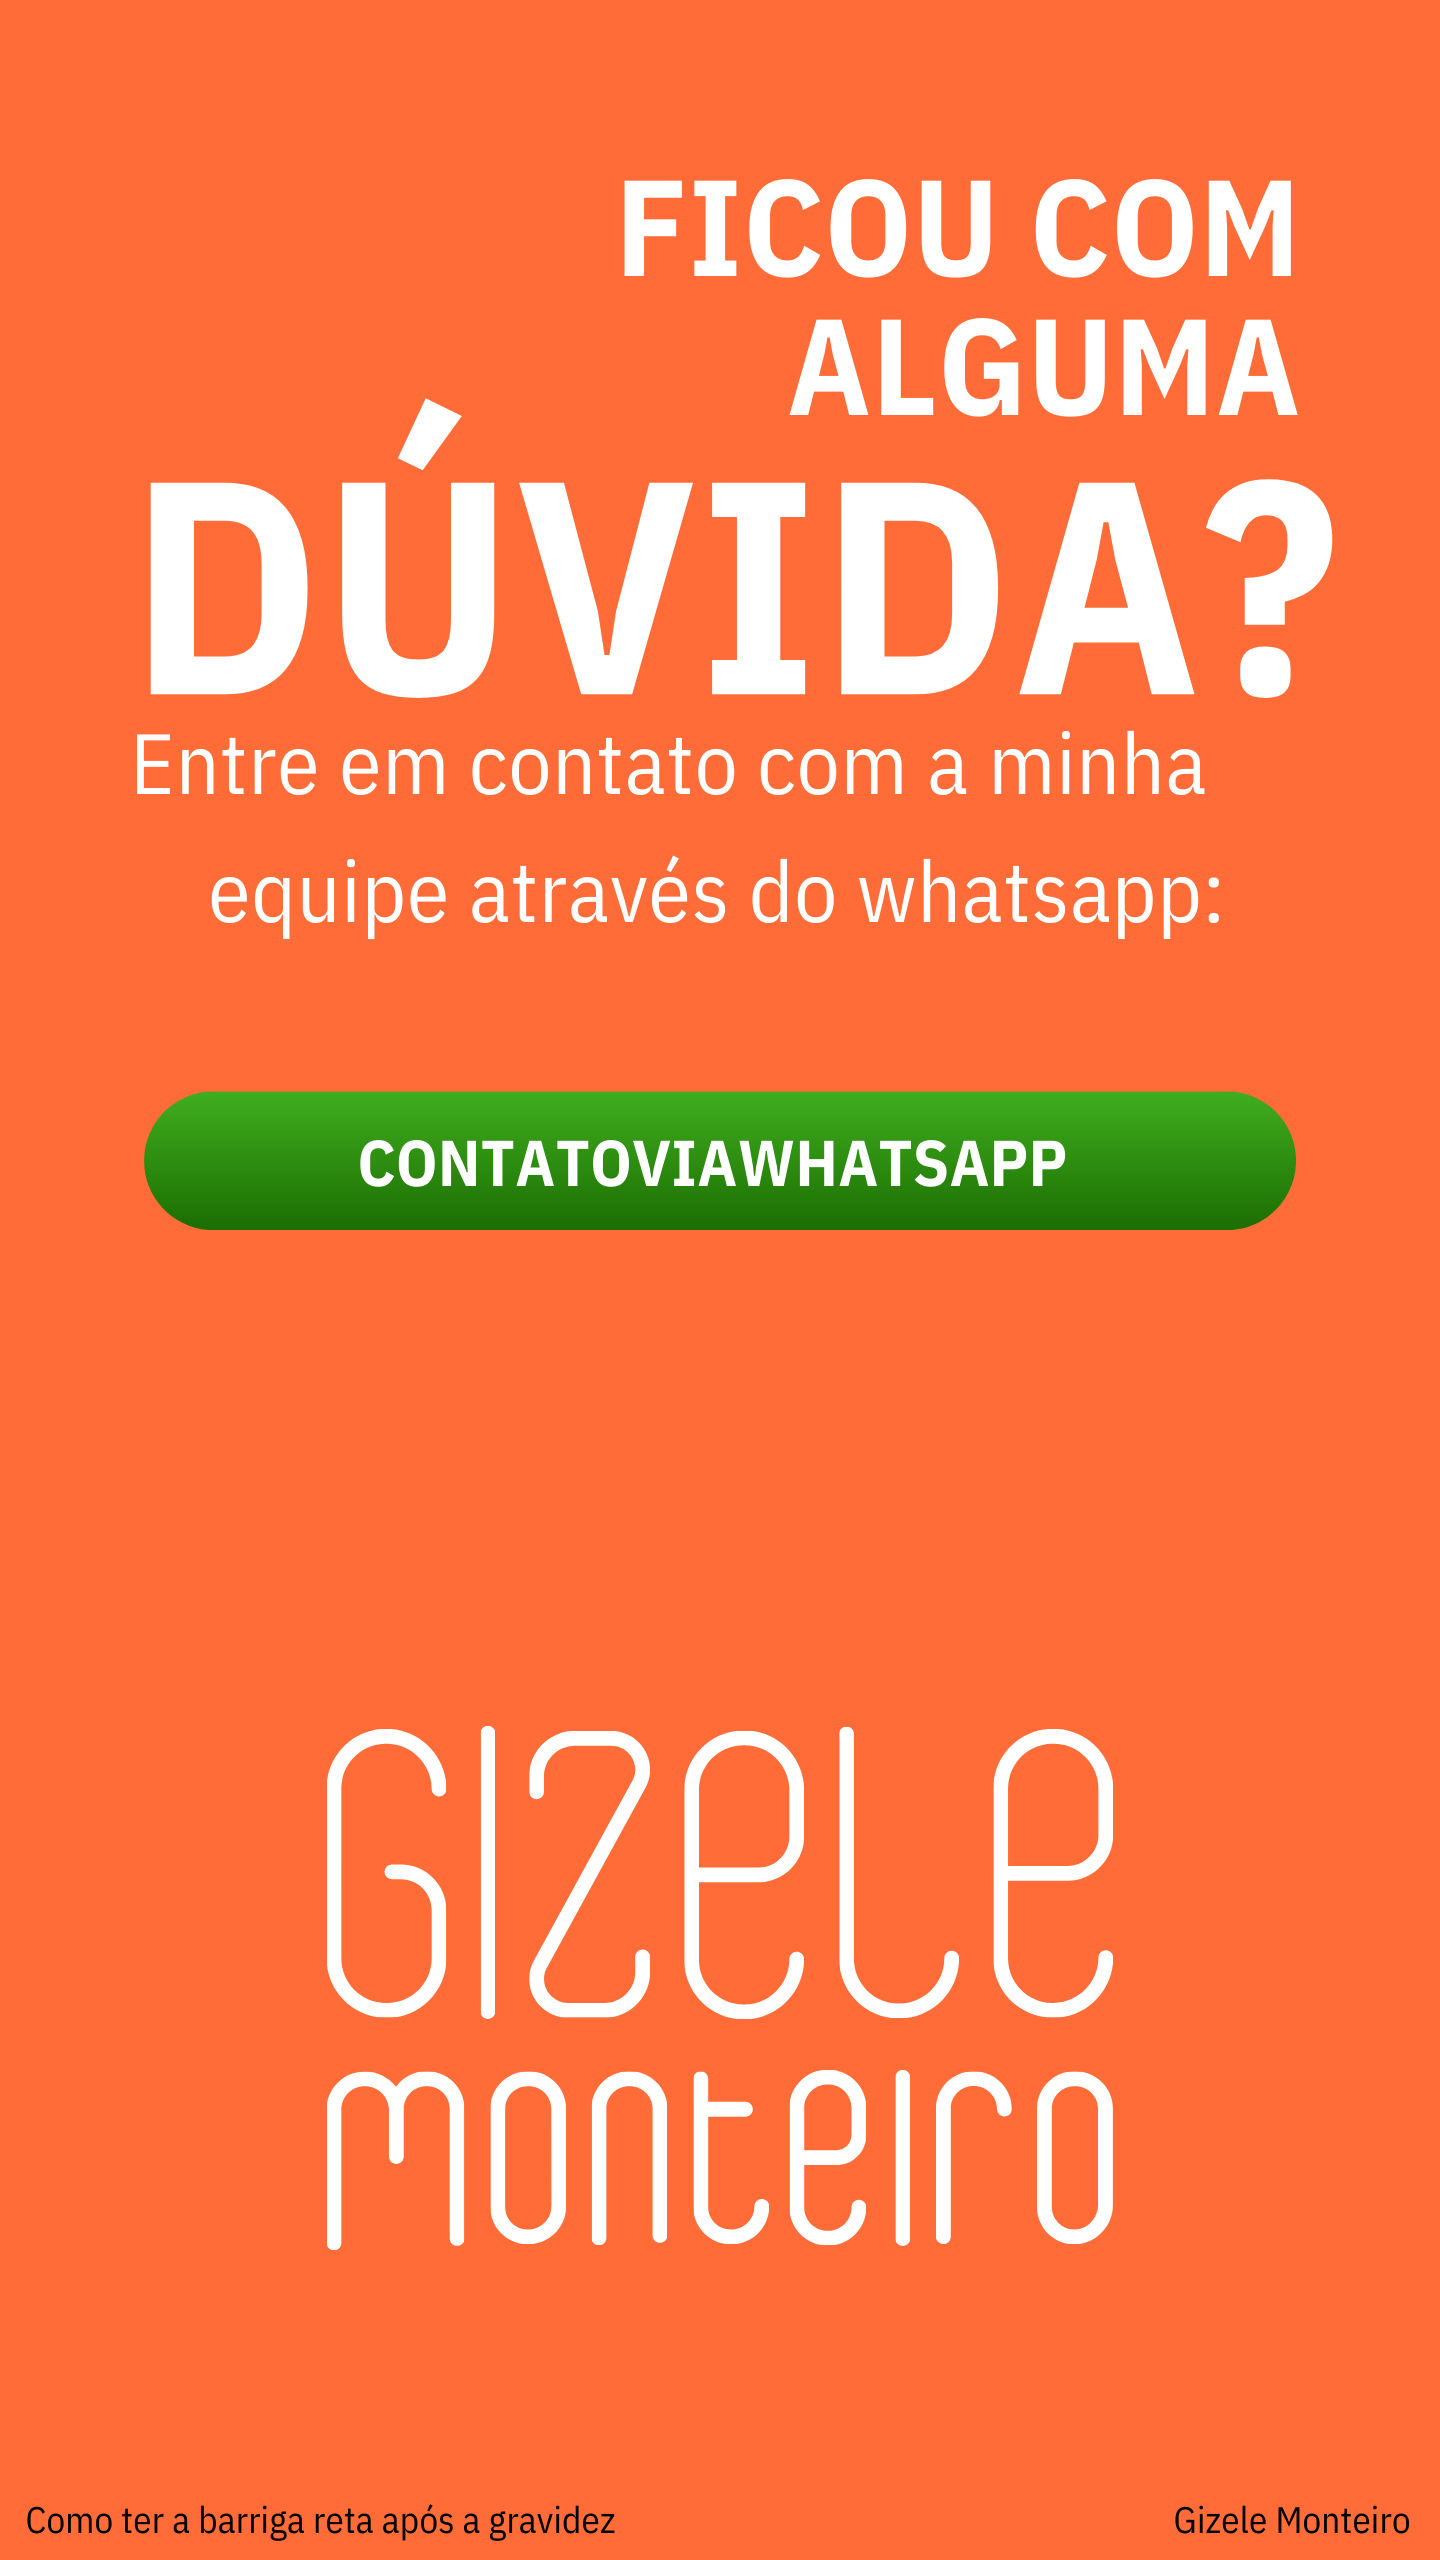 FICOU COM
ALGUMA
DÚVIDA?
Entre em contato com a minha
equipe através do whatsapp:
CONTATOVIAWHATSAPP
GIZeLe
monteiro
Como ter a barriga reta após a gravidez
Gizele Monteiro